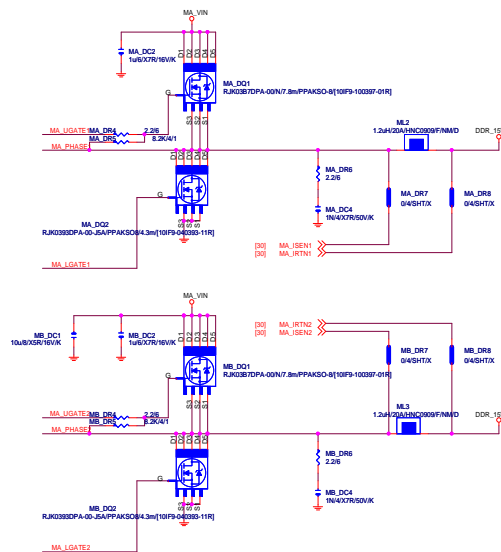 MA_VIN
MA_DC2
1u/6/X7R/16V/K
D1 D2 D3 D4 D5
G
MA_DQ1
RJK03B7DPA-00/N/7.8m/PPAKSO-8/[10IF9-100397-01R]
S3 S2 S1
MA_UGATE1 MA_DR4 2.2/6
MA_DR5 8.2K/4/1
MA_PHASE1
ML2
1.2uH/20A/HNC0909/F/NM/D
DDR_15V
D1 D2 D3 D4 D5
G
S3 S2 S1
MA_DR6
2.2/6
MA_DR7
0/4/SHT/X
MA_DR8
0/4/SHT/X
MA_DC4
1N/4/X7R/50V/K
MA_DQ2
RJK0393DPA-00-J5A/PPAKSO8/4.3m/[10IF9-040393-11R]
[30] MA_ISEN1
[30] MA_IRTN1
MA_LGATE1
MA_VIN
MB_DC1
10u/8/X5R/16V/K
MB_DC2
1u/6/X7R/16V/K
D1 D2 D3 D4 D5
G
[30] MA_IRTN2
[30] MA_ISEN2
MB_DQ1
RJK03B7DPA-00/N/7.8m/PPAKSO-8/[10IF9-100397-01R]
MB_DR7
0/4/SHT/X
MB_DR8
0/4/SHT/X
S3 S2 S1
MA_UGATE2 MB_DR4 2.2/6
MB_DR5 8.2K/4/1
ML3
1.2uH/20A/HNC0909/F/NM/D
DDR_15V
D1 D2 D3 D4 D5
G
S3 S2 S1
MB_DR6
2.2/6
MB_DC4
1N/4/X7R/50V/K
MB_DQ2
RJK0393DPA-00-J5A/PPAKSO8/4.3m/[10IF9-040393-11R]
MA_LGATE2